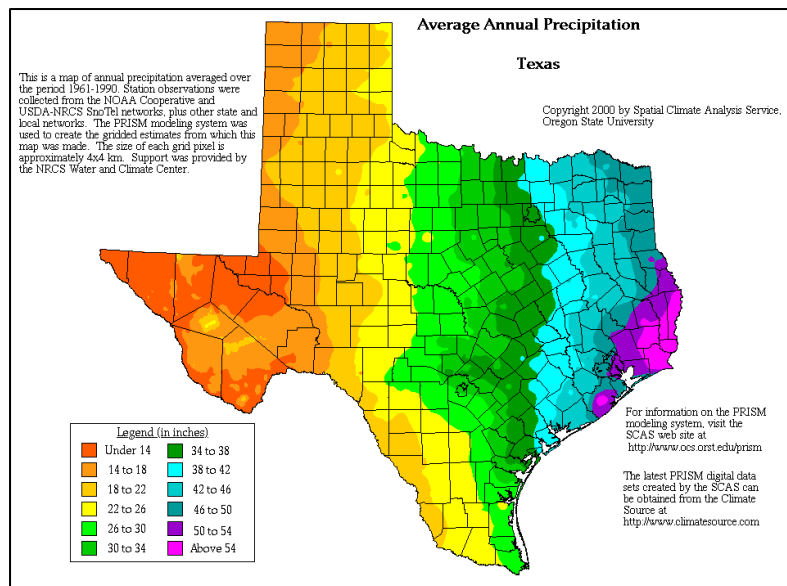 Average Annual Precipitation
Texas
This is a map of annual precipitation averaged over
the period 1961-1990. Station observations were
collected from the NOAA Cooperative and
USDA-NRCS SnoTel networks, plus other state and
local networks. The PRISM modeling system was
used to create the gridded estimates from which this
map was made. The size of each grid pixel is
approximately 4x4 km. Support was provided by
the NRCS Water and Climate Center.
Copyright 2000 by Spatial Climate Analysis Service,
Oregon State University
Legend (in inches)
Under 14
14 to 18
18 to 22
22 to 26
26 to 30
30 to 34
34 to 38
38 to 42
42 to 46
46 to 50
50 to 54
Above 54
For information on the PRISM
modeling system, visit the
SCAS web site at
http://www.ocs.orst.edu/prism
The latest PRISM digital data
sets created by the SCAS can
be obtained from the Climate
Source at
http://www.climatesource.com